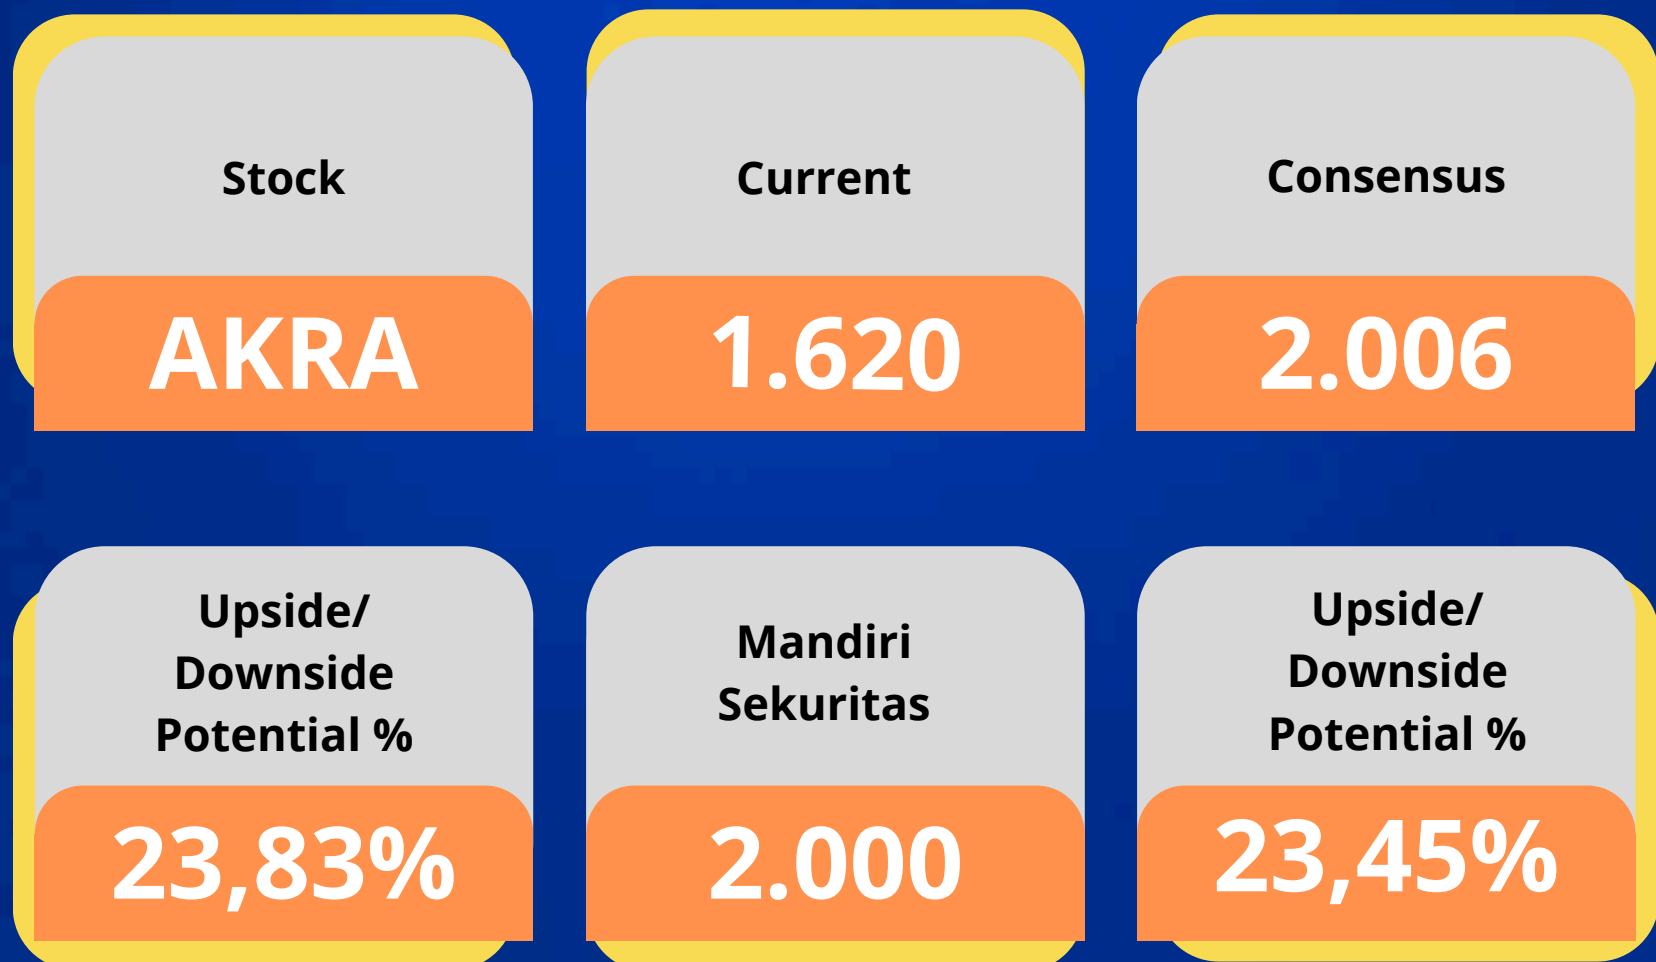 Stock
AKRA
Current
1.620
Consensus
2.006
Upside/
Downside
Potential %
23,83%
Mandiri
Sekuritas
2.000
Upside/
Downside
Potential %
23,45%